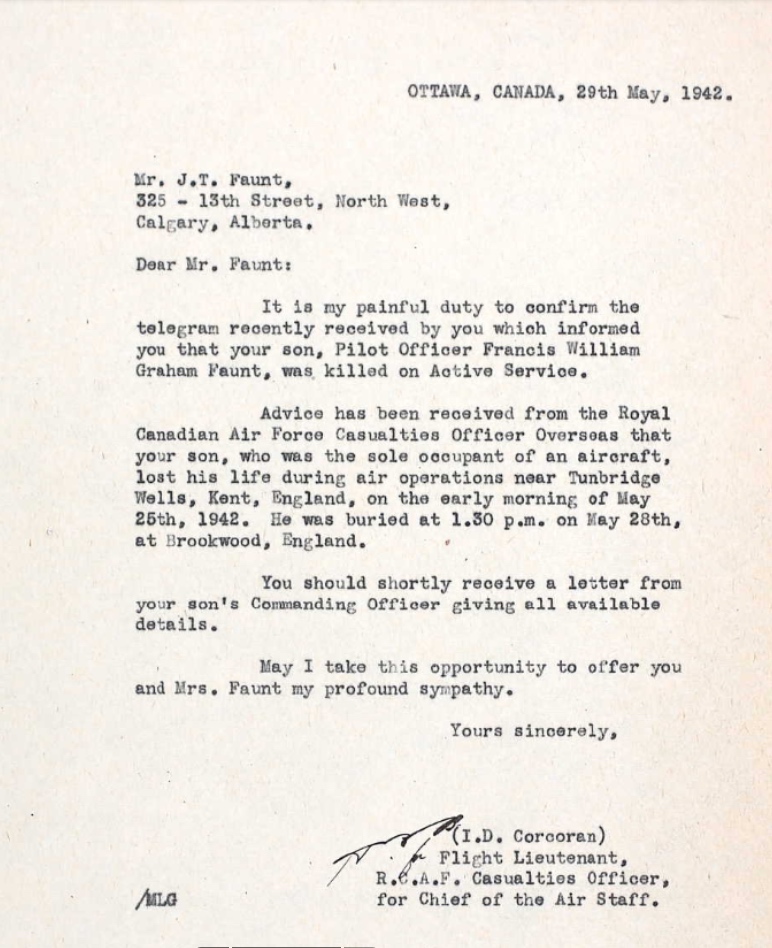 OTTAWA, CANADA, 29th May, 1942.
Mr. J.T. Faunt,
325 - 13th Street, North West,
Calgary, Alberta.
Dear Mr. Faunt:
It is my painful duty to confirm the
telegram recently received by you which informed
you that your son, Pilot Officer Francis William
Graham Faunt, was killed on Active Service.
Advice has been received from the Royal
Canadian Air Force Casualties Officer Overseas that
your son, who was the sole occupant of an aircraft,
lost his life during air operations near Tunbridge
Wells, Kent, England, on the early morning of May
25th, 1942. He was buried at 1.30 p.m. on May 28th,
at Brookwood, England.
You should shortly receive a letter from
your son's Commanding Officer giving all available
details.
May I take this opportunity to offer you
and Mrs. Faunt my profound sympathy.
Yours sincerely,
(I.D. Corcoran)
Flight Lieutenant,
R.C.A.F. Casualties Officer,
for Chief of the Air Staff.
/MLG